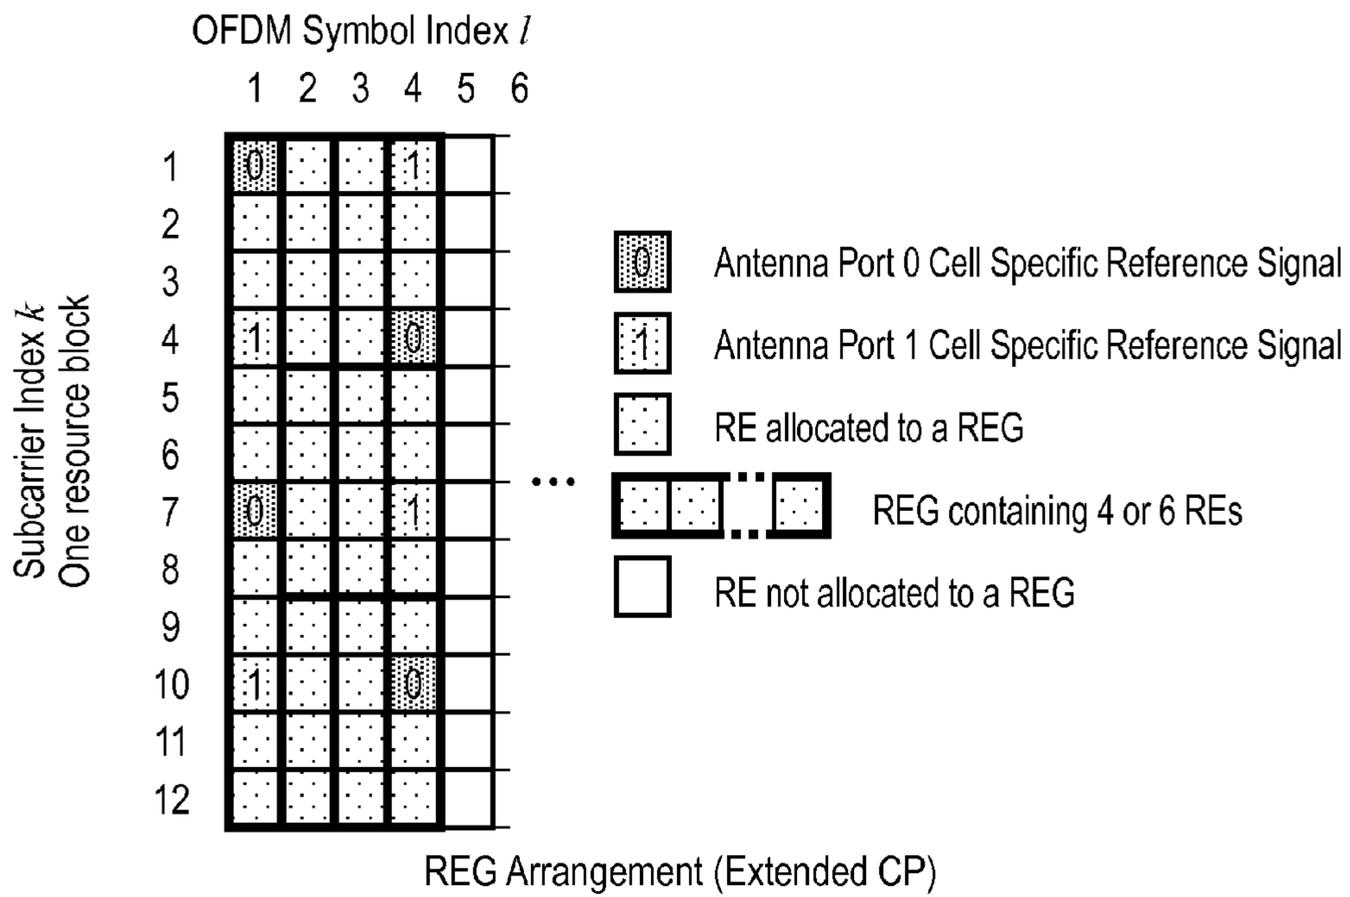 OFDM Symbol Index l
1 2 3 4 5 6
Subcarrier Index k
One resource block
1 0 1
2
3
4 1 0
5
6
7 0 1
8
9
10 1 0
11
12
...
0 Antenna Port 0 Cell Specific Reference Signal
1 Antenna Port 1 Cell Specific Reference Signal
RE allocated to a REG
REG containing 4 or 6 REs
RE not allocated to a REG
REG Arrangement (Extended CP)